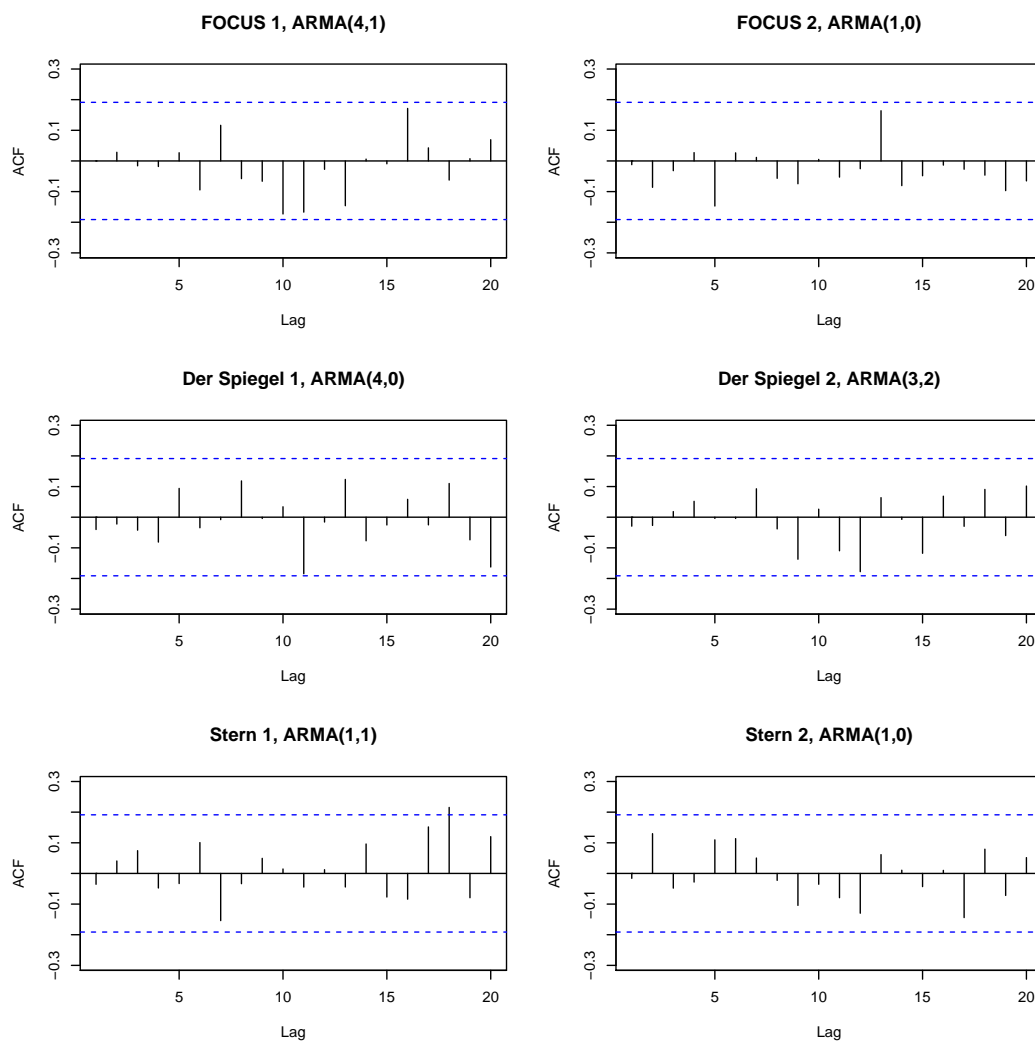 FOCUS 1, ARMA(4,1)
ACF
0.3
0.1
−0.1
−0.3
5
10
15
20
Lag
FOCUS 2, ARMA(1,0)
ACF
0.3
0.1
−0.1
−0.3
5
10
15
20
Lag
Der Spiegel 1, ARMA(4,0)
ACF
0.3
0.1
−0.1
−0.3
5
10
15
20
Lag
Der Spiegel 2, ARMA(3,2)
ACF
0.3
0.1
−0.1
−0.3
5
10
15
20
Lag
Stern 1, ARMA(1,1)
ACF
0.3
0.1
−0.1
−0.3
5
10
15
20
Lag
Stern 2, ARMA(1,0)
ACF
0.3
0.1
−0.1
−0.3
5
10
15
20
Lag